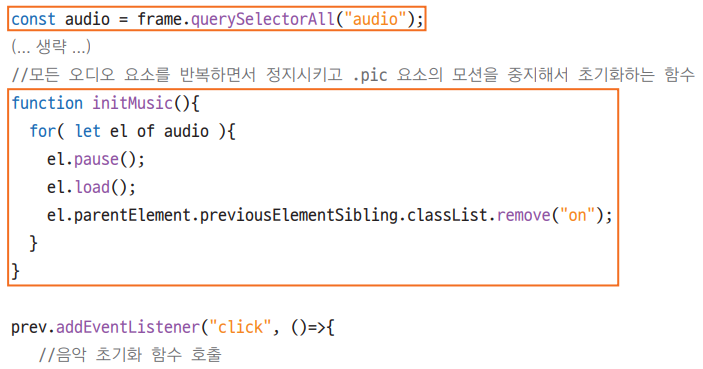 const audio = frame.querySelectorAll("audio");
(... 생략 ...)
//모든 오디오 요소를 반복하면서 정지시키고 .pic 요소의 모션을 중지해서 초기화하는 함수
function initMusic(){
  for( let el of audio ){
    el.pause();
    el.load();
    el.parentElement.previousElementSibling.classList.remove("on");
  }
}
prev.addEventListener("click", ()=>{
   //음악 초기화 함수 호출